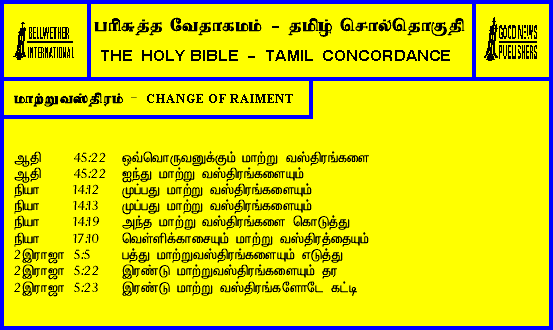 BELLWETHER
INTERNATIONAL
பரிசுத்த வேதாகமம் - தமிழ் சொல்தொகுதி
THE HOLY BIBLE - TAMIL CONCORDANCE
GOOD NEWS
PUBLISHERS
மாற்றுவஸ்திரம் - CHANGE OF RAIMENT
ஆதி 45:22 ஒவ்வொருவனுக்கும் மாற்று வஸ்திரங்களை
ஆதி 45:22 ஐந்து மாற்று வஸ்திரங்களையும்
நியா 14:12 முப்பது மாற்று வஸ்திரங்களையும்
நியா 14:13 முப்பது மாற்று வஸ்திரங்களையும்
நியா 14:19 அந்த மாற்று வஸ்திரங்களை கொடுத்து
நியா 17:10 வெள்ளிக்காசையும் மாற்று வஸ்திரத்தையும்
2இராஜா 5:5 பத்து மாற்றுவஸ்திரங்களையும் எடுத்து
2இராஜா 5:22 இரண்டு மாற்றுவஸ்திரங்களையும் தர
2இராஜா 5:23 இரண்டு மாற்று வஸ்திரங்களோடே கட்டி